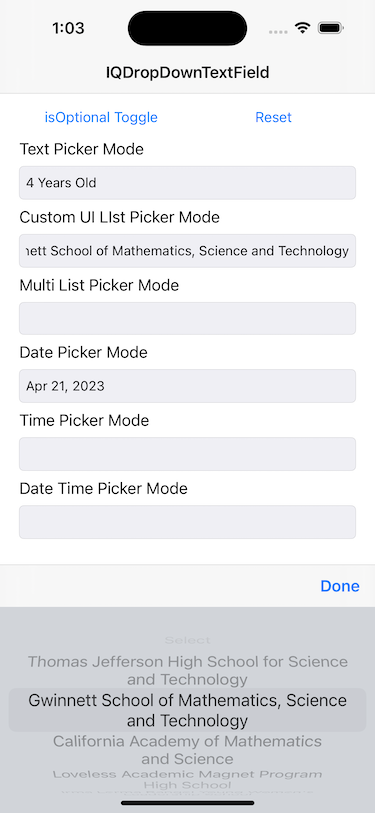 1:03
IQDropDownTextField
isOptional Toggle Reset
Text Picker Mode
4 Years Old
Custom UI LIst Picker Mode
nett School of Mathematics, Science and Technology
Multi List Picker Mode
Date Picker Mode
Apr 21, 2023
Time Picker Mode
Date Time Picker Mode
Done
Select
Thomas Jefferson High School for Science
and Technology
Gwinnett School of Mathematics, Science
and Technology
California Academy of Mathematics
and Science
Loveless Academic Magnet Program
High School